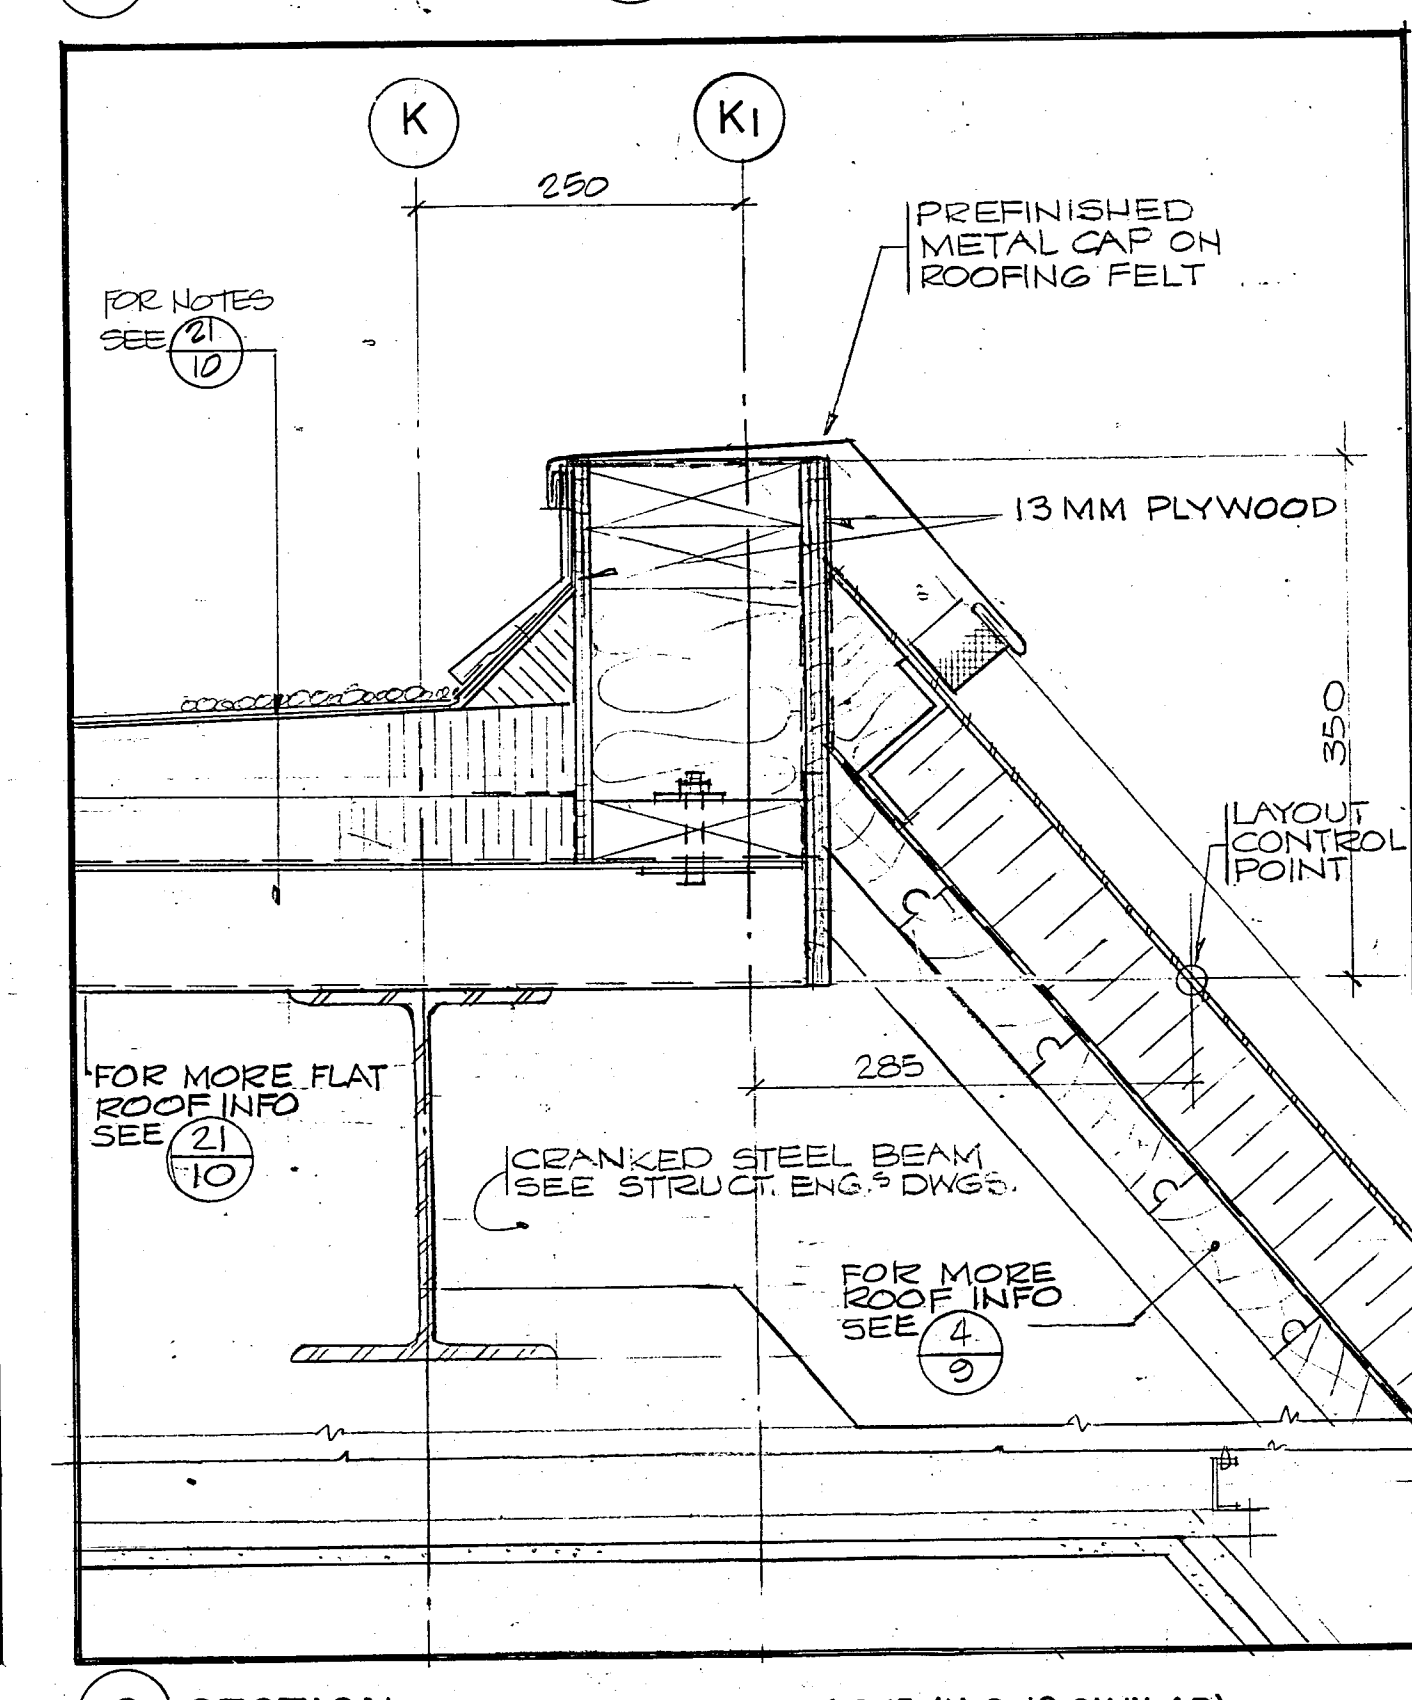 K
K1
250
PREFINISHED
METAL CAP ON
ROOFING FELT
FOR NOTES
SEE 21
10
13 MM PLYWOOD
350
LAYOUT
CONTROL
POINT
285
FOR MORE FLAT
ROOF INFO
SEE 21
10
CRANKED STEEL BEAM
SEE STRUCT. ENG.S DWGS.
FOR MORE
ROOF INFO
SEE 4
9
SECTION